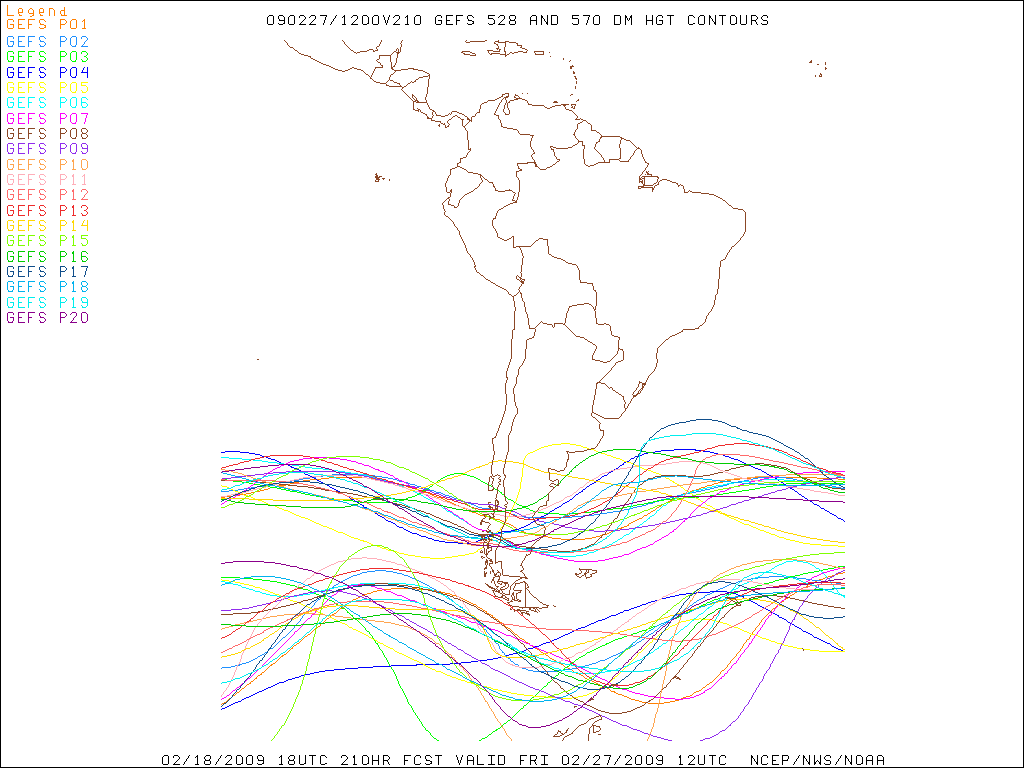 Legend
090227/1200V210 GEFS 528 AND 570 DM HGT CONTOURS
GEFS P01
GEFS P02
GEFS P03
GEFS P04
GEFS P05
GEFS P06
GEFS P07
GEFS P08
GEFS P09
GEFS P10
GEFS P11
GEFS P12
GEFS P13
GEFS P14
GEFS P15
GEFS P16
GEFS P17
GEFS P18
GEFS P19
GEFS P20
02/18/2009 18UTC 210HR FCST VALID FRI 02/27/2009 12UTC NCEP/NWS/NOAA